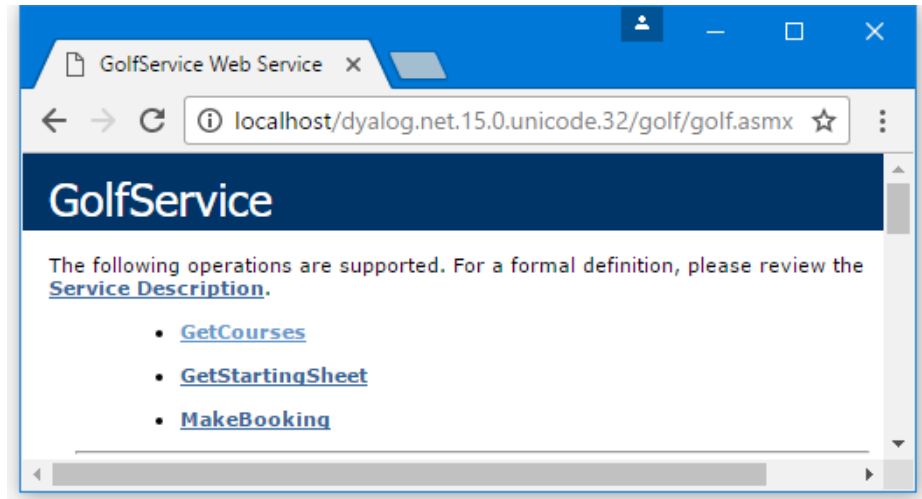 GolfService Web Service
localhost/dyalog.net.15.0.unicode.32/golf/golf.asmx
GolfService
The following operations are supported. For a formal definition, please review the
Service Description.
• GetCourses
• GetStartingSheet
• MakeBooking